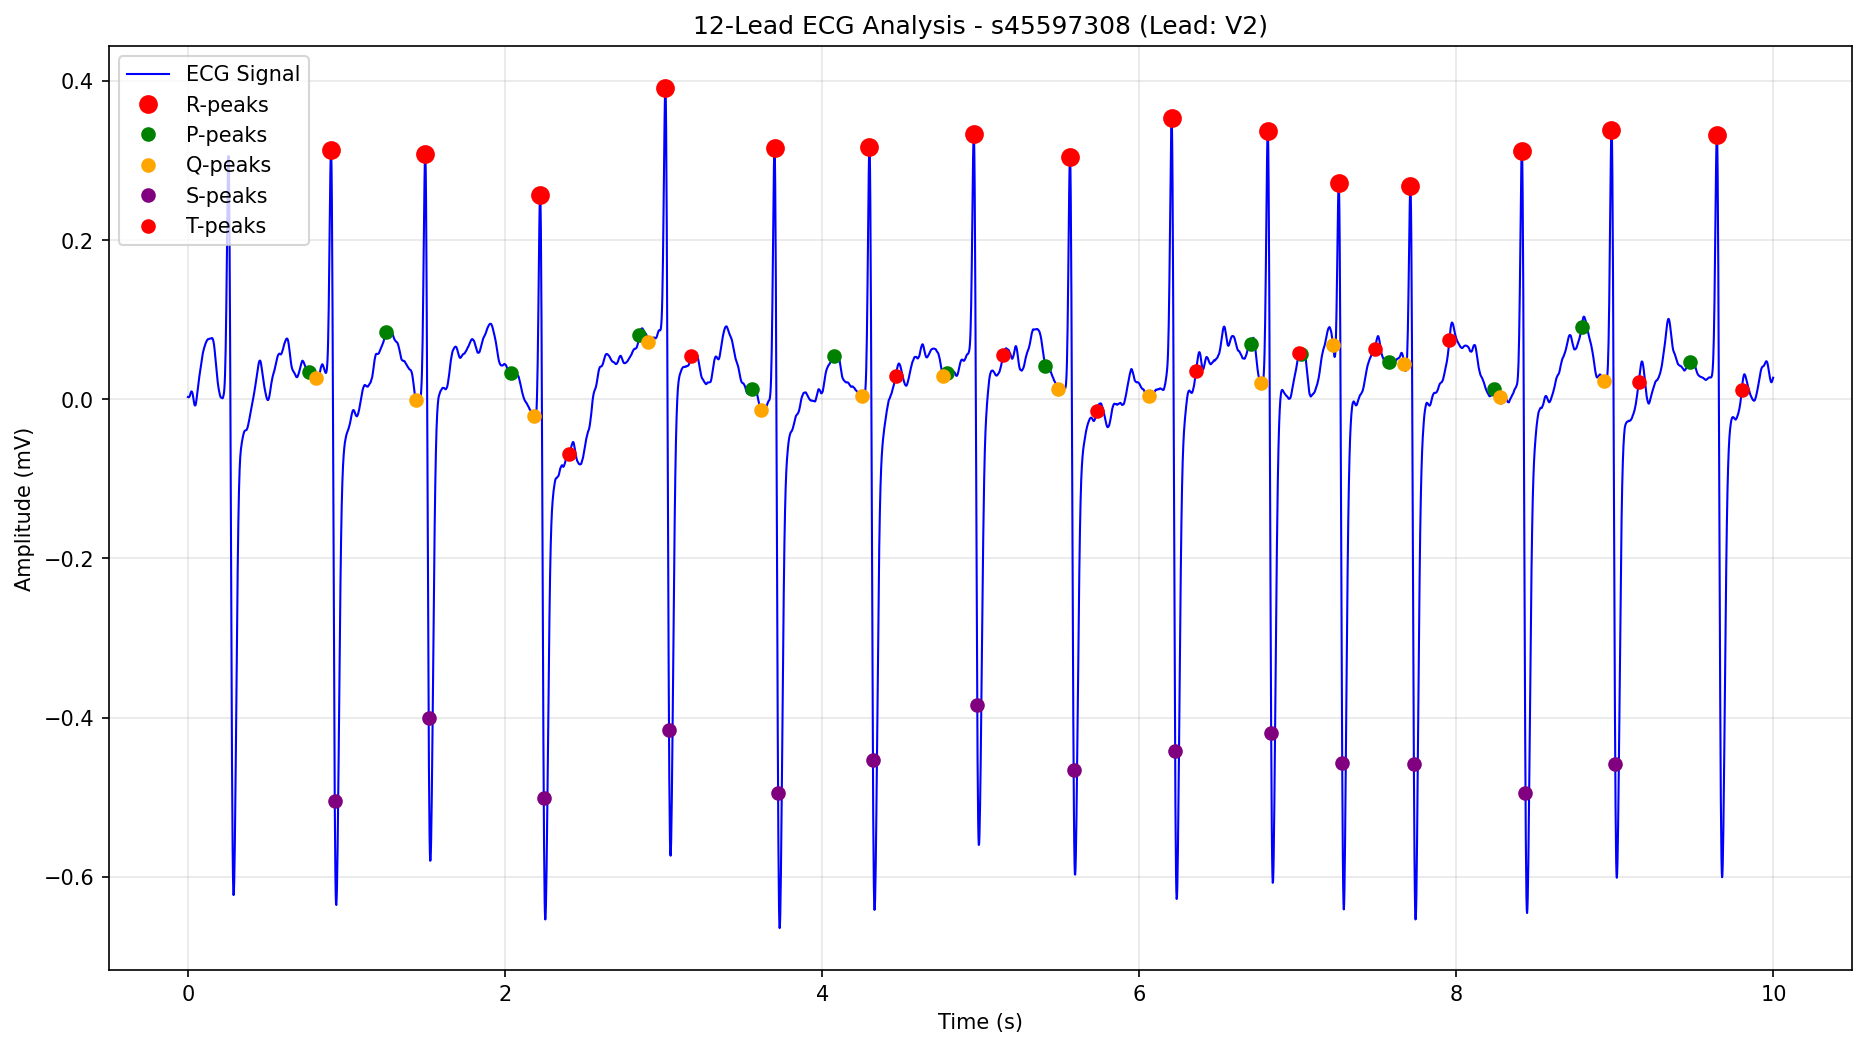 12-Lead ECG Analysis - s45597308 (Lead: V2)
ECG Signal
R-peaks
P-peaks
Q-peaks
S-peaks
T-peaks
0.4
0.2
0.0
−0.2
−0.4
−0.6
Amplitude (mV)
0 2 4 6 8 10
Time (s)